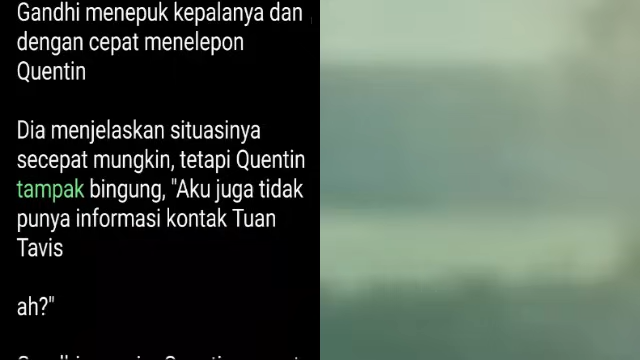 Gandhi menepuk kepalanya dan
dengan cepat menelepon
Quentin
Dia menjelaskan situasinya
secepat mungkin, tetapi Quentin
tampak bingung, "Aku juga tidak
punya informasi kontak Tuan
Tavis
ah?"